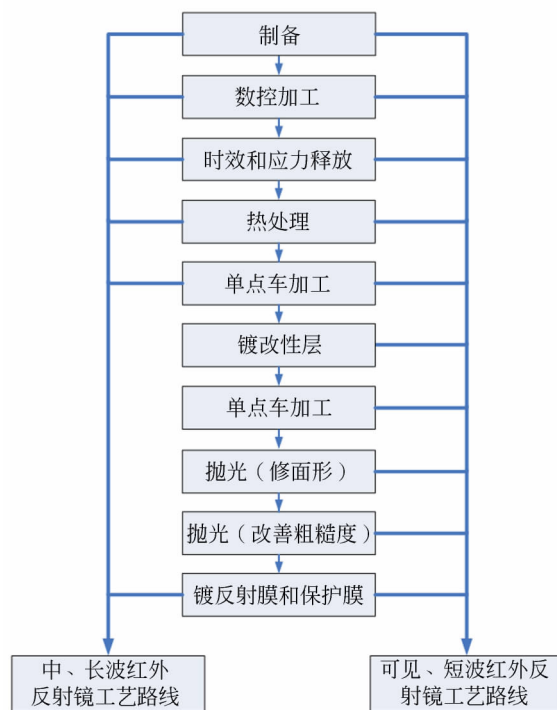 制备
数控加工
时效和应力释放
热处理
单点车加工
镀改性层
单点车加工
抛光（修面形）
抛光（改善粗糙度）
镀反射膜和保护膜
中、长波红外
反射镜工艺路线
可见、短波红外反
射镜工艺路线